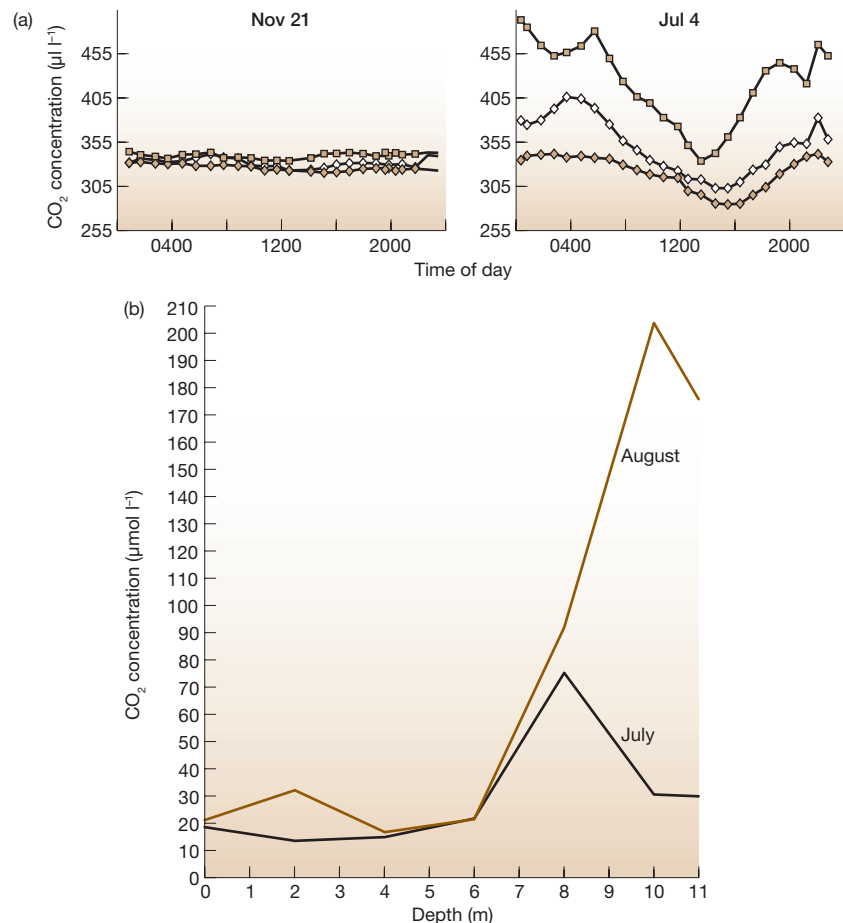 (a)
Nov 21
Jul 4
CO₂ concentration (µl l⁻¹)
455
405
355
305
255
455
405
355
305
255
0400 1200 2000
0400 1200 2000
Time of day
(b)
CO₂ concentration (µmol l⁻¹)
210
200
190
180
170
160
150
140
130
120
110
100
90
80
70
60
50
40
30
20
10
0
August
July
0 1 2 3 4 5 6 7 8 9 10 11
Depth (m)